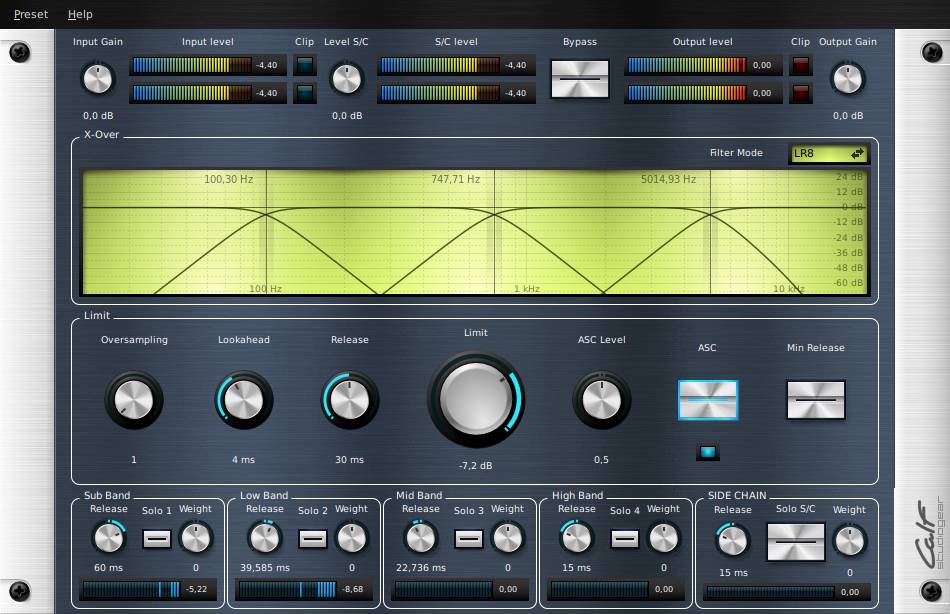 Preset Help
Input Gain Input level Clip Level S/C S/C level Bypass Output level Clip Output Gain
-4,40 -4,40 0,00
-4,40 -4,40 0,00
0,0 dB 0,0 dB 0,0 dB
X-Over
Filter Mode LR8
100,30 Hz 747,71 Hz 5014,93 Hz 24 dB
12 dB
0 dB
-12 dB
-24 dB
-36 dB
-48 dB
-60 dB
100 Hz 1 kHz 10 kHz
Limit
Oversampling Lookahead Release Limit ASC Level ASC Min Release
1 4 ms 30 ms -7,2 dB 0,5
Sub Band Low Band Mid Band High Band SIDE CHAIN
Release Solo 1 Weight Release Solo 2 Weight Release Solo 3 Weight Release Solo 4 Weight Release Solo S/C Weight
60 ms 0 39,585 ms 0 22,736 ms 0 15 ms 0 15 ms 0
-5,22 -8,68 0,00 0,00 0,00
Calf studiogear